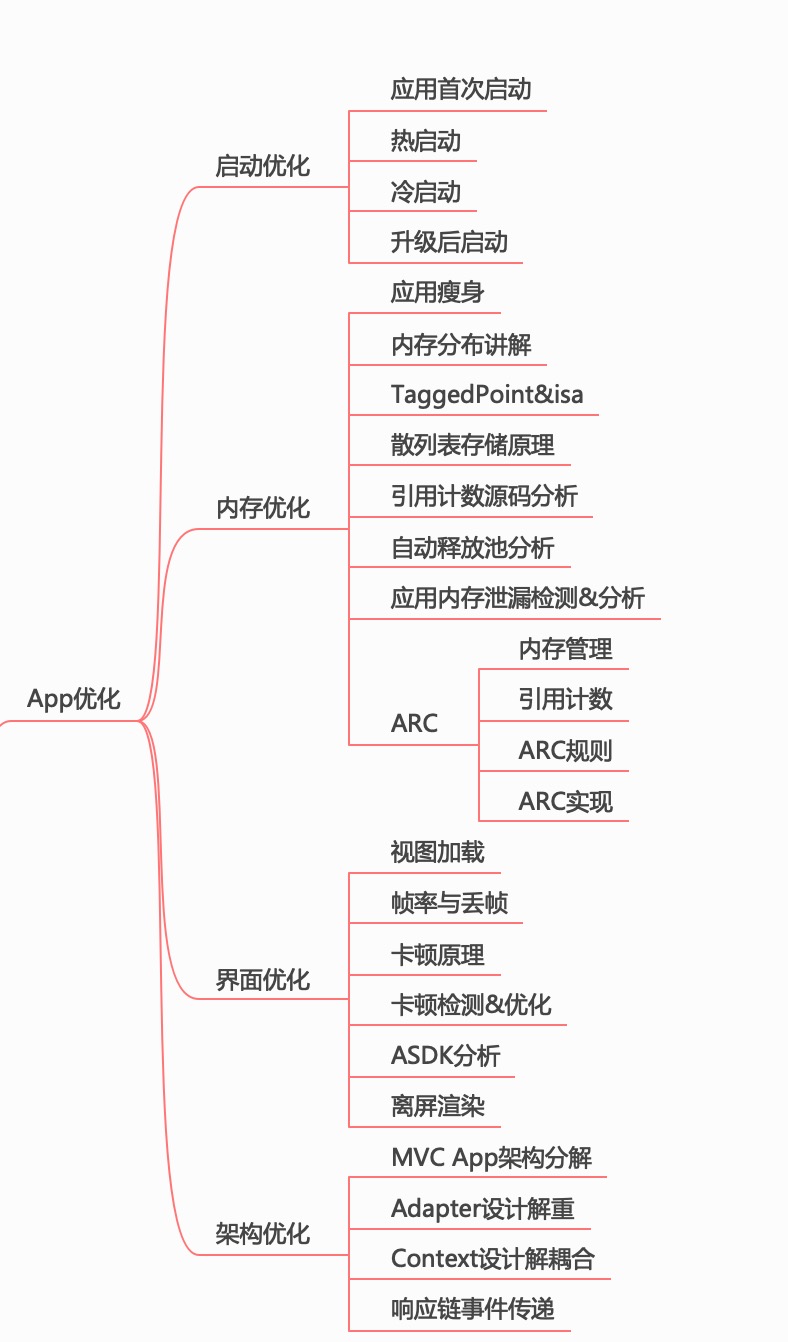 应用首次启动
热启动
启动优化
冷启动
升级后启动
应用瘦身
内存分布讲解
TaggedPoint&isa
散列表存储原理
引用计数源码分析
内存优化
自动释放池分析
应用内存泄漏检测&分析
内存管理
引用计数
App优化
ARC
ARC规则
ARC实现
视图加载
帧率与丢帧
卡顿原理
界面优化
卡顿检测&优化
ASDK分析
离屏渲染
MVC App架构分解
Adapter设计解重
架构优化
Context设计解耦合
响应链事件传递